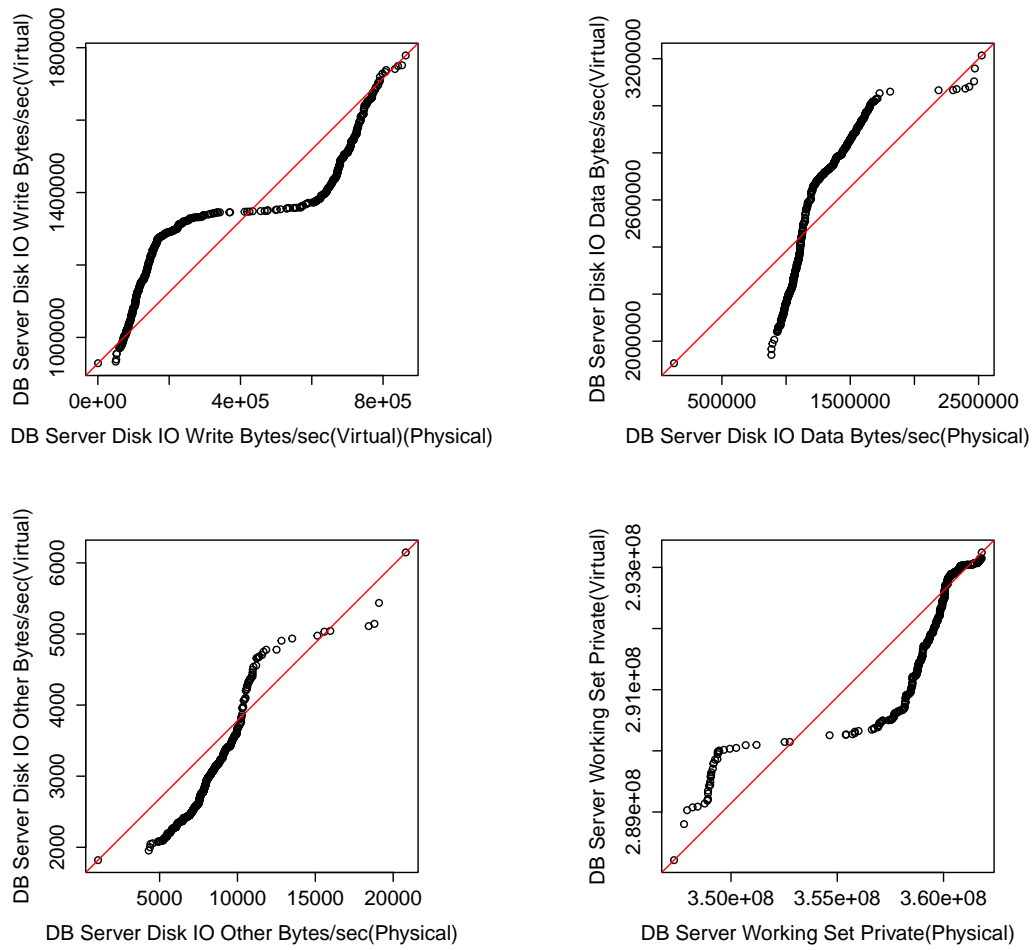 DB Server Disk IO Write Bytes/sec(Virtual)
1000000 1400000 1800000
0e+00 4e+05 8e+05
DB Server Disk IO Write Bytes/sec(Virtual)(Physical)
DB Server Disk IO Data Bytes/sec(Virtual)
2000000 2600000 3200000
500000 1500000 2500000
DB Server Disk IO Data Bytes/sec(Physical)
DB Server Disk IO Other Bytes/sec(Virtual)
2000 3000 4000 5000 6000
5000 10000 15000 20000
DB Server Disk IO Other Bytes/sec(Physical)
DB Server Working Set Private(Virtual)
2.89e+08 2.91e+08 2.93e+08
3.50e+08 3.55e+08 3.60e+08
DB Server Working Set Private(Physical)